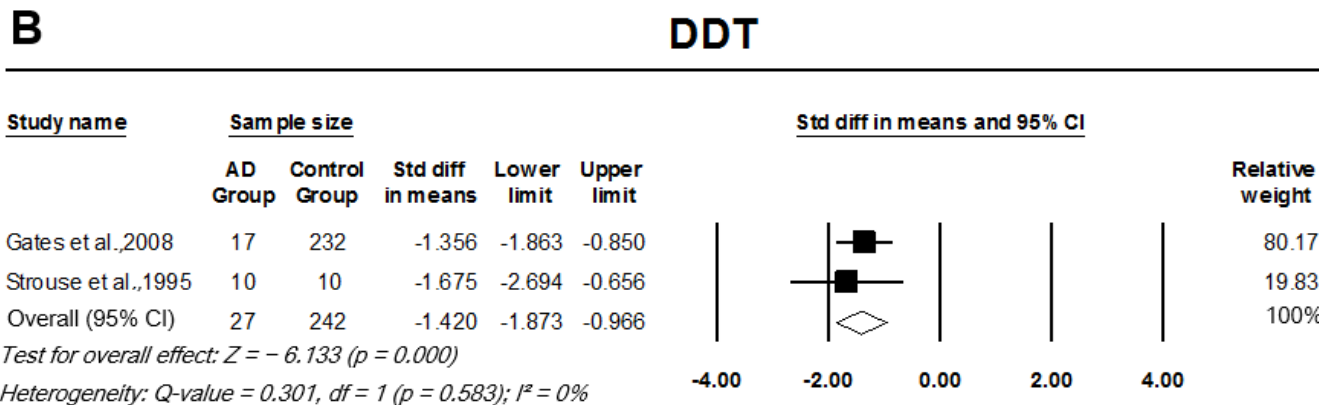 B
DDT
Study name Sample size Std diff in means and 95% CI
AD Control Std diff Lower Upper Relative
Group Group in means limit limit weight
Gates et al.,2008 17 232 -1.356 -1.863 -0.850 80.17
Strouse et al.,1995 10 10 -1.675 -2.694 -0.656 19.83
Overall (95% CI) 27 242 -1.420 -1.873 -0.966 100%
Test for overall effect: Z = − 6.133 (p = 0.000)
-4.00 -2.00 0.00 2.00 4.00
Heterogeneity: Q-value = 0.301, df = 1 (p = 0.583); I² = 0%